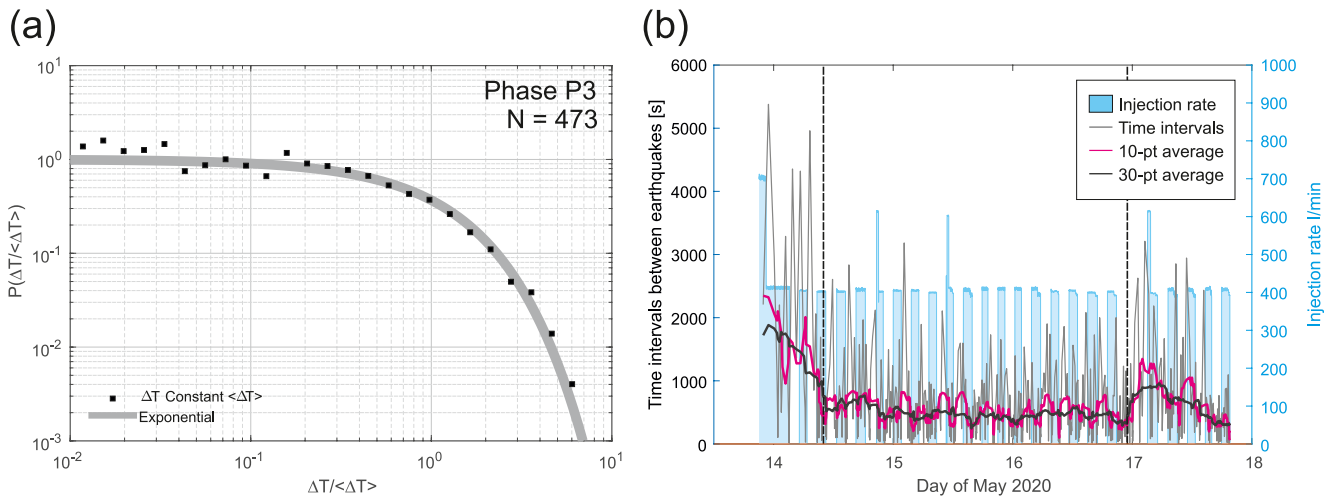 (a)
Phase P3
N = 473
P(ΔT/<ΔT>)
10^1
10^0
10^-1
10^-2
10^-3
ΔT Constant <ΔT>
Exponential
10^-2
10^-1
10^0
10^1
ΔT/<ΔT>
(b)
Time intervals between earthquakes [s]
6000
5000
4000
3000
2000
1000
0
Injection rate
Time intervals
10-pt average
30-pt average
1000
900
800
700
600
500
400
300
200
100
0
Injection rate l/min
14
15
16
17
18
Day of May 2020